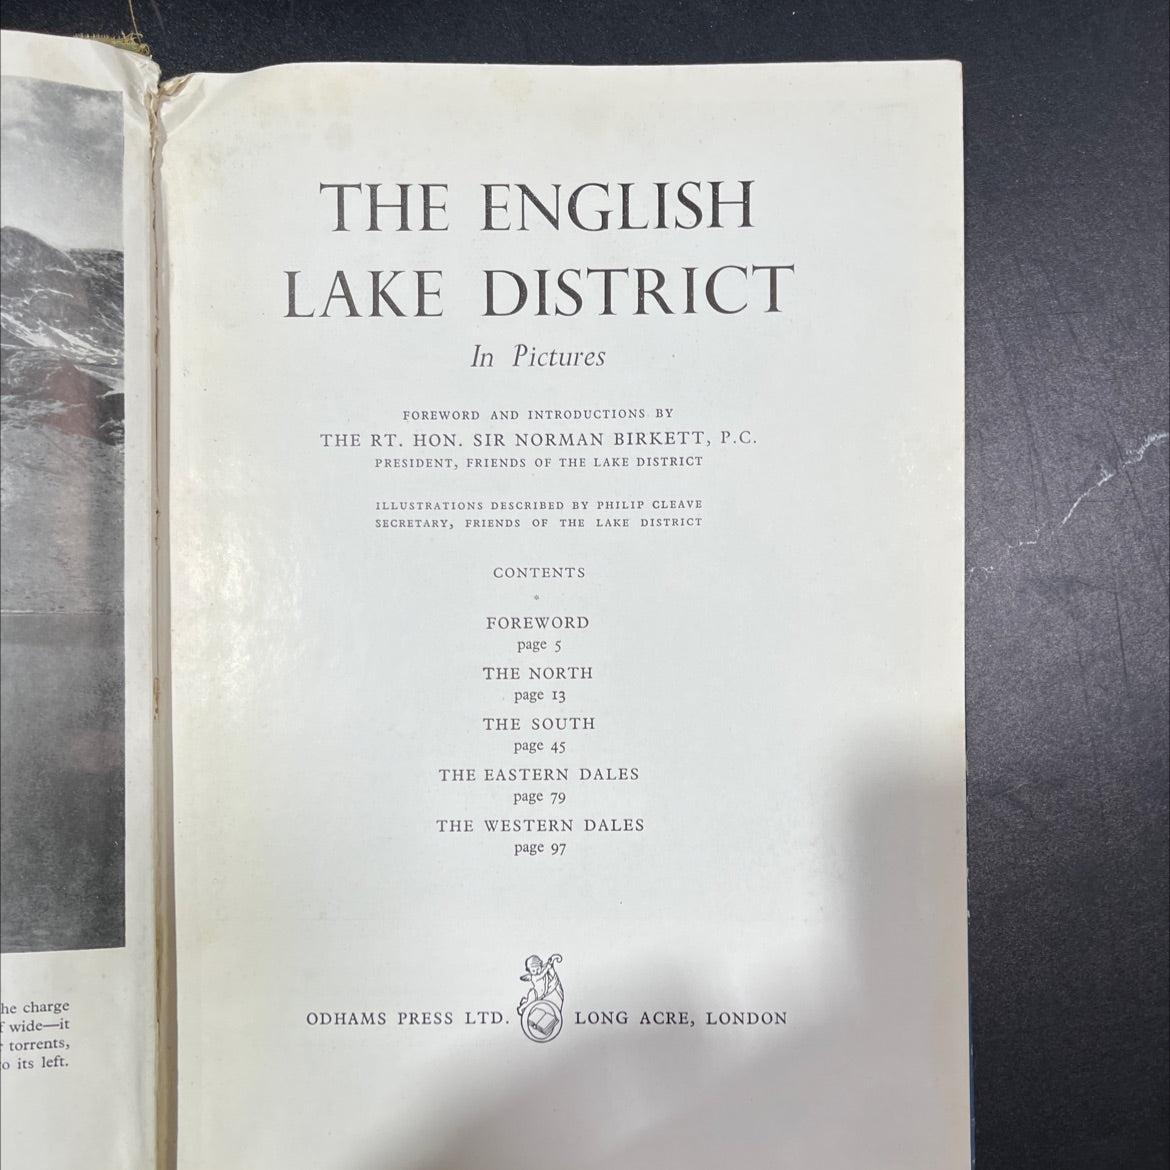 THE ENGLISH
LAKE DISTRICT
In Pictures
FOREWORD AND INTRODUCTIONS BY
THE RT. HON. SIR NORMAN BIRKETT, P.C.
PRESIDENT, FRIENDS OF THE LAKE DISTRICT
ILLUSTRATIONS DESCRIBED BY PHILIP CLEAVE
SECRETARY, FRIENDS OF THE LAKE DISTRICT
CONTENTS
*
FOREWORD
page 5
THE NORTH
page 13
THE SOUTH
page 45
THE EASTERN DALES
page 79
THE WESTERN DALES
page 97
ODHAMS PRESS LTD. LONG ACRE, LONDON
charge
wide—it
torrents,
its left.